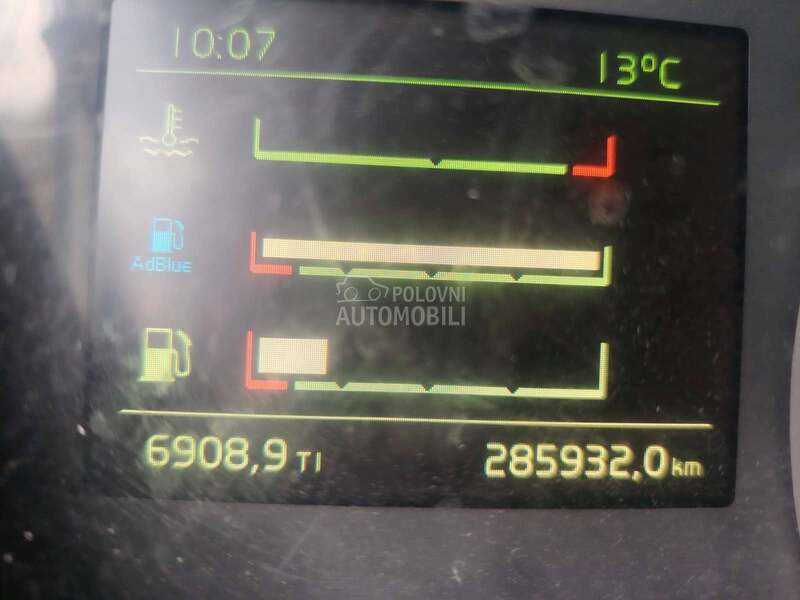 10:07
13°C
AdBlue
POLOVNI
AUTOMOBILI
6908,9 TI
285932,0 km